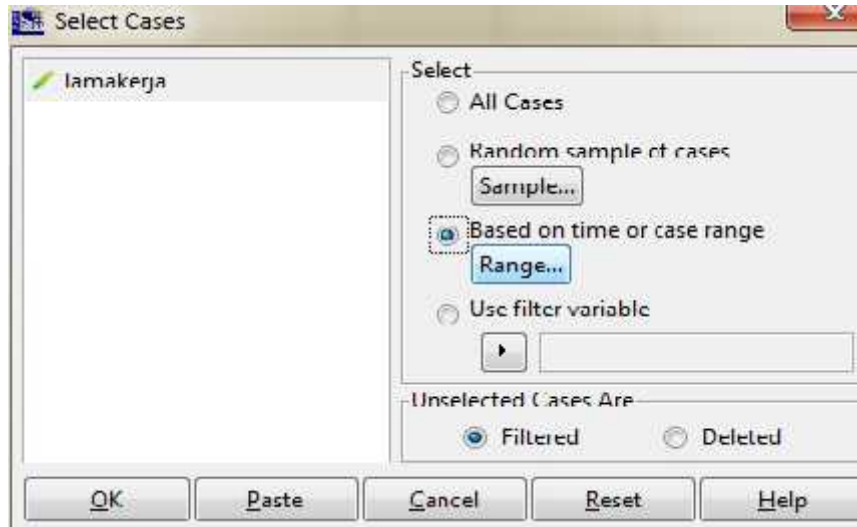 Select Cases
lamakerja
Select
All Cases
Random sample of cases
Sample...
Based on time or case range
Range...
Use filter variable
Unselected Cases Are
Filtered
Deleted
OK
Paste
Cancel
Reset
Help